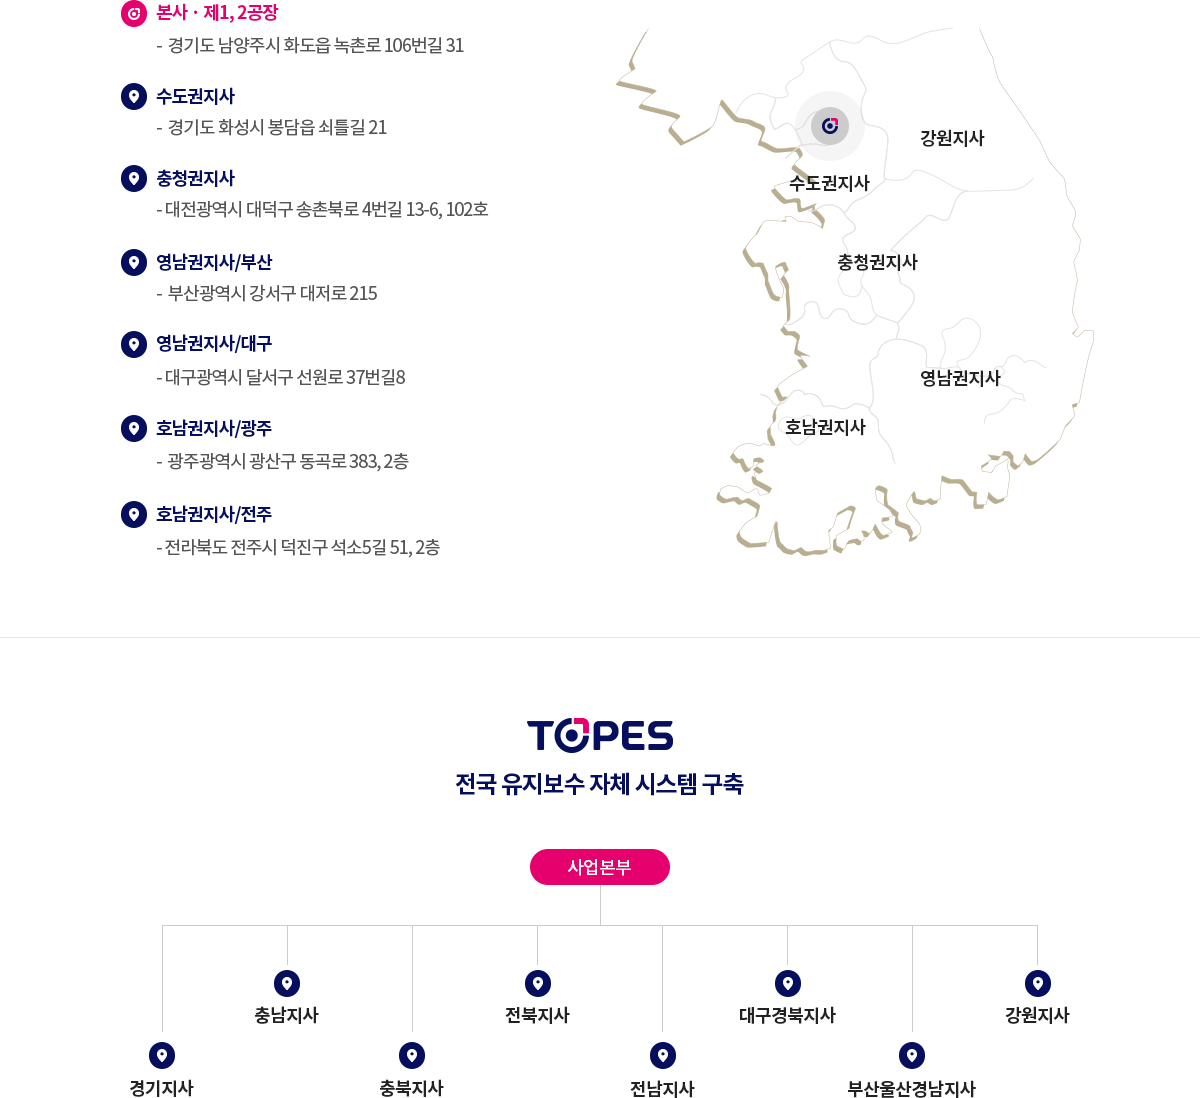 본사 · 제1, 2공장
- 경기도 남양주시 화도읍 녹촌로 106번길 31
수도권지사
- 경기도 화성시 봉담읍 쇠틀길 21
충청권지사
- 대전광역시 대덕구 송촌북로 4번길 13-6, 102호
영남권지사/부산
- 부산광역시 강서구 대저로 215
영남권지사/대구
- 대구광역시 달서구 선원로 37번길8
호남권지사/광주
- 광주광역시 광산구 동곡로 383, 2층
호남권지사/전주
- 전라북도 전주시 덕진구 석소5길 51, 2층
강원지사
수도권지사
충청권지사
영남권지사
호남권지사
TOPES
전국 유지보수 자체 시스템 구축
사업본부
충남지사
전북지사
대구경북지사
강원지사
경기지사
충북지사
전남지사
부산울산경남지사